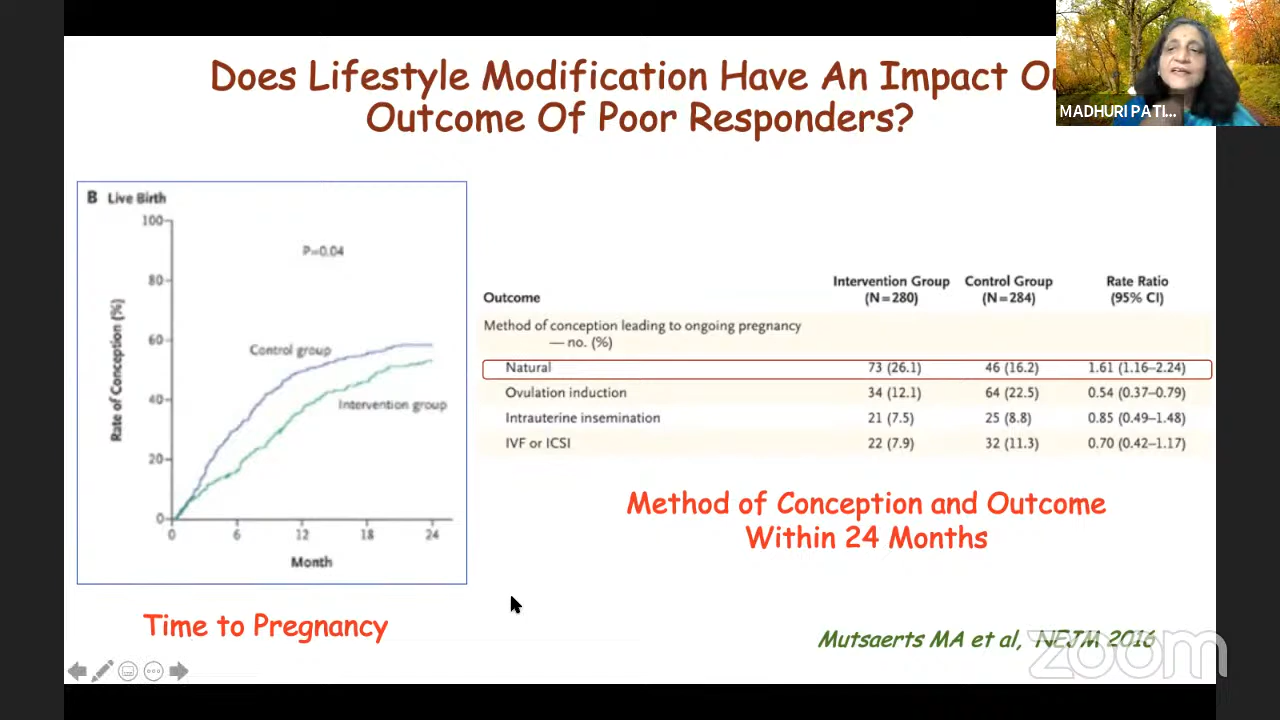 Does Lifestyle Modification Have An Impact O
Outcome Of Poor Responders?
MADHURI PATI...
B Live Birth
100
80
60
40
20
0
P=0.04
Control group
Intervention group
Rate of Conception (%)
0 6 12 18 24
Month
Time to Pregnancy
Outcome Intervention Group (N=280) Control Group (N=284) Rate Ratio (95% CI)
Method of conception leading to ongoing pregnancy
— no. (%)
Natural 73 (26.1) 46 (16.2) 1.61 (1.16–2.24)
Ovulation induction 34 (12.1) 64 (22.5) 0.54 (0.37–0.79)
Intrauterine insemination 21 (7.5) 25 (8.8) 0.85 (0.49–1.48)
IVF or ICSI 22 (7.9) 32 (11.3) 0.70 (0.42–1.17)
Method of Conception and Outcome
Within 24 Months
Mutsaerts MA et al, NEJM 2016
zoom